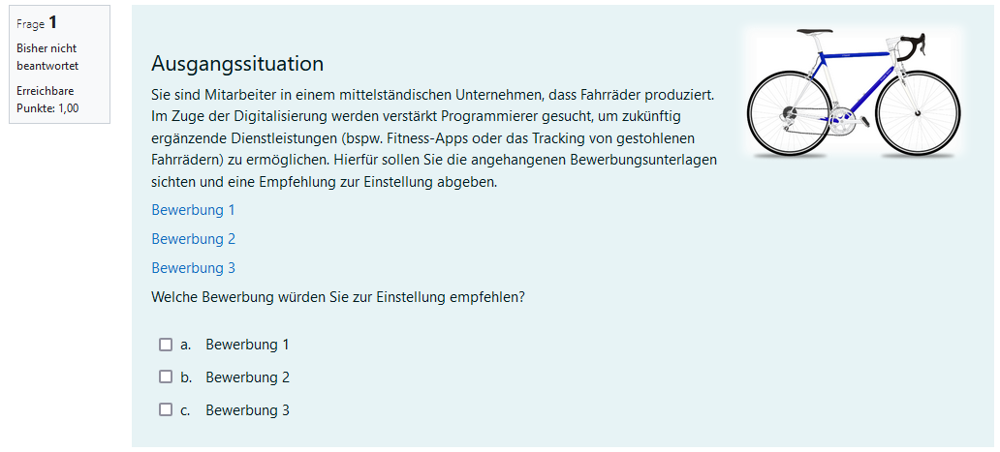 Frage 1
Bisher nicht
beantwortet
Erreichbare
Punkte: 1,00
Ausgangssituation
Sie sind Mitarbeiter in einem mittelständischen Unternehmen, dass Fahrräder produziert.
Im Zuge der Digitalisierung werden verstärkt Programmierer gesucht, um zukünftig
ergänzende Dienstleistungen (bspw. Fitness-Apps oder das Tracking von gestohlenen
Fahrrädern) zu ermöglichen. Hierfür sollen Sie die angehangenen Bewerbungsunterlagen
sichten und eine Empfehlung zur Einstellung abgeben.
Bewerbung 1
Bewerbung 2
Bewerbung 3
Welche Bewerbung würden Sie zur Einstellung empfehlen?
a. Bewerbung 1
b. Bewerbung 2
c. Bewerbung 3